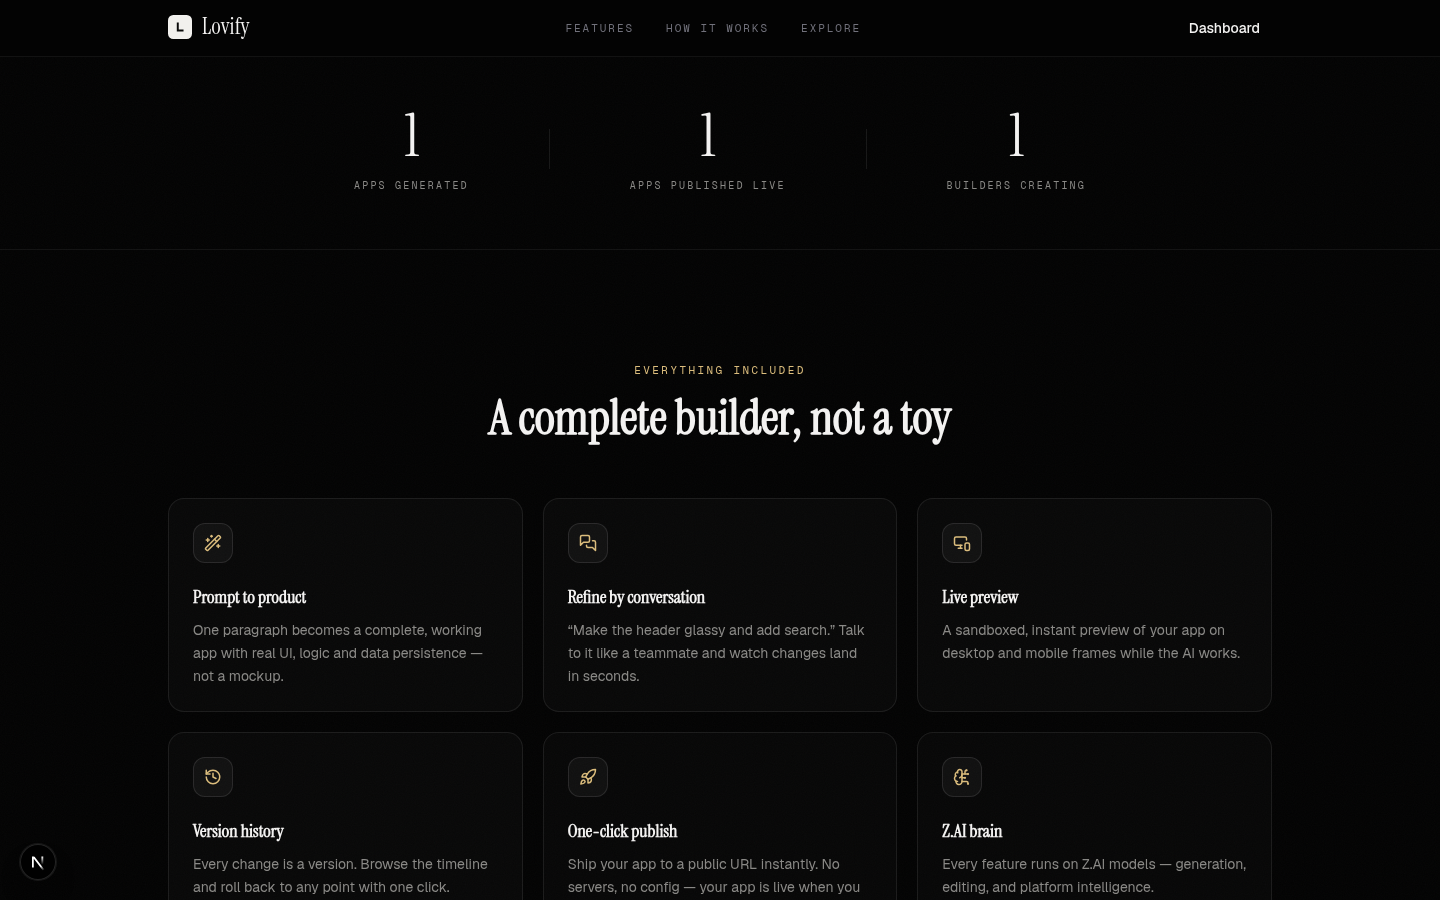 L Lovify FEATURES HOW IT WORKS EXPLORE Dashboard
1 1 1
APPS GENERATED APPS PUBLISHED LIVE BUILDERS CREATING
EVERYTHING INCLUDED
A complete builder, not a toy
Prompt to product
One paragraph becomes a complete, working
app with real UI, logic and data persistence —
not a mockup.
Refine by conversation
“Make the header glassy and add search.” Talk
to it like a teammate and watch changes land
in seconds.
Live preview
A sandboxed, instant preview of your app on
desktop and mobile frames while the AI works.
Version history
Every change is a version. Browse the timeline
and roll back to any point with one click.
One-click publish
Ship your app to a public URL instantly. No
servers, no config — your app is live when you
Z.AI brain
Every feature runs on Z.AI models — generation,
editing, and platform intelligence.
N